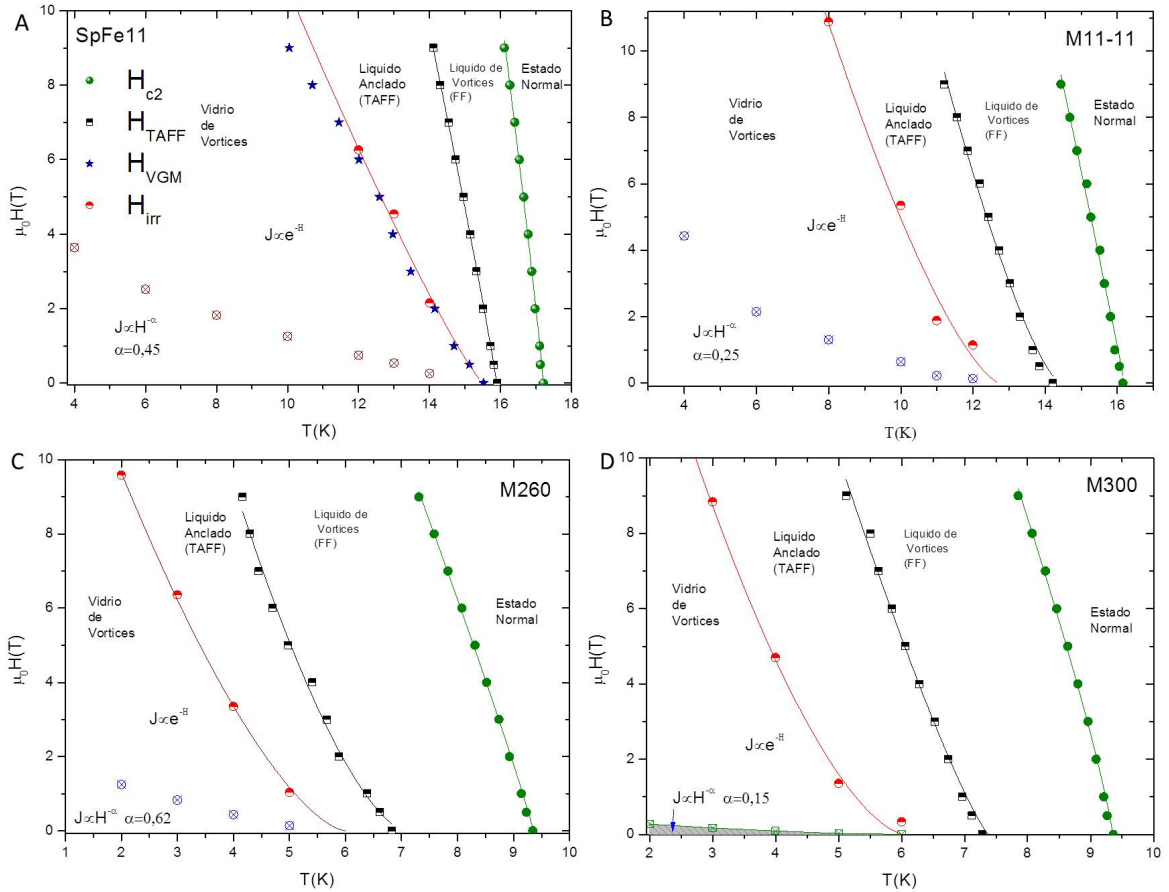 A
SpFe11
H_c2
H_TAFF
H_VGM
H_irr
Vidrio
de
Vortices
Liquido
Anclado
(TAFF)
Liquido de
Vortices
(FF)
Estado
Normal
J∝e^-H
J∝H^-α
α=0,45
μ₀H(T)
10
8
6
4
2
0
4 6 8 10 12 14 16 18
T(K)
B
M11-11
Vidrio
de
Vortices
Liquido
Anclado
(TAFF)
Liquido de
Vortices
(FF)
Estado
Normal
J∝e^-H
J∝H^-α
α=0,25
μ₀H(T)
10
8
6
4
2
0
4 6 8 10 12 14 16
T(K)
C
M260
Liquido
Anclado
(TAFF)
Liquido de
Vortices
(FF)
Vidrio
de
Vortices
Estado
Normal
J∝e^-H
J∝H^-α α=0,62
μ₀H(T)
10
8
6
4
2
0
1 2 3 4 5 6 7 8 9 10
T(K)
D
M300
Liquido
Anclado
(TAFF)
Liquido de
Vortices
(FF)
Vidrio
de
Vortices
Estado
Normal
J∝e^-H
J∝H^-α α=0,15
μ₀H(T)
10
8
6
4
2
0
2 3 4 5 6 7 8 9 10
T(K)